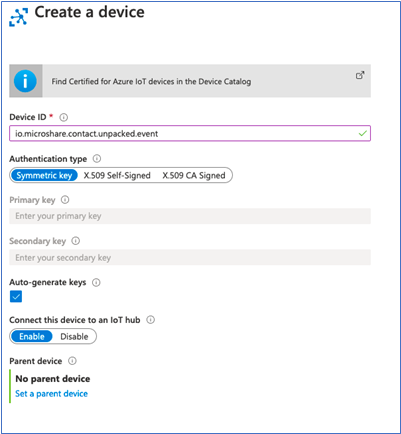 Create a device
Find Certified for Azure IoT devices in the Device Catalog
Device ID *
io.microshare.contact.unpacked.event
Authentication type
Symmetric key X.509 Self-Signed X.509 CA Signed
Primary key
Enter your primary key
Secondary key
Enter your secondary key
Auto-generate keys
Connect this device to an IoT hub
Enable Disable
Parent device
No parent device
Set a parent device